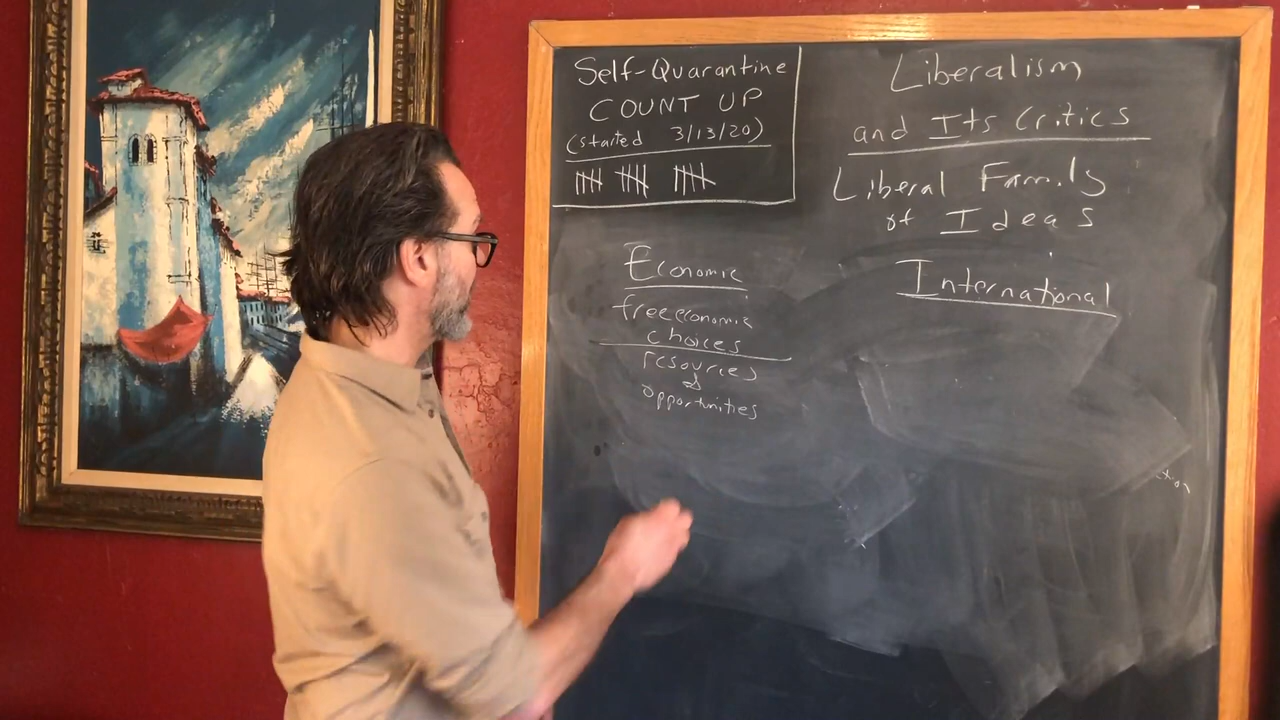 Self-Quarantine
COUNT UP
(started 3/13/20)
Liberalism
and Its Critics
Liberal Family
of Ideas
Economic
free economic
choices
resources
&
opportunities
International